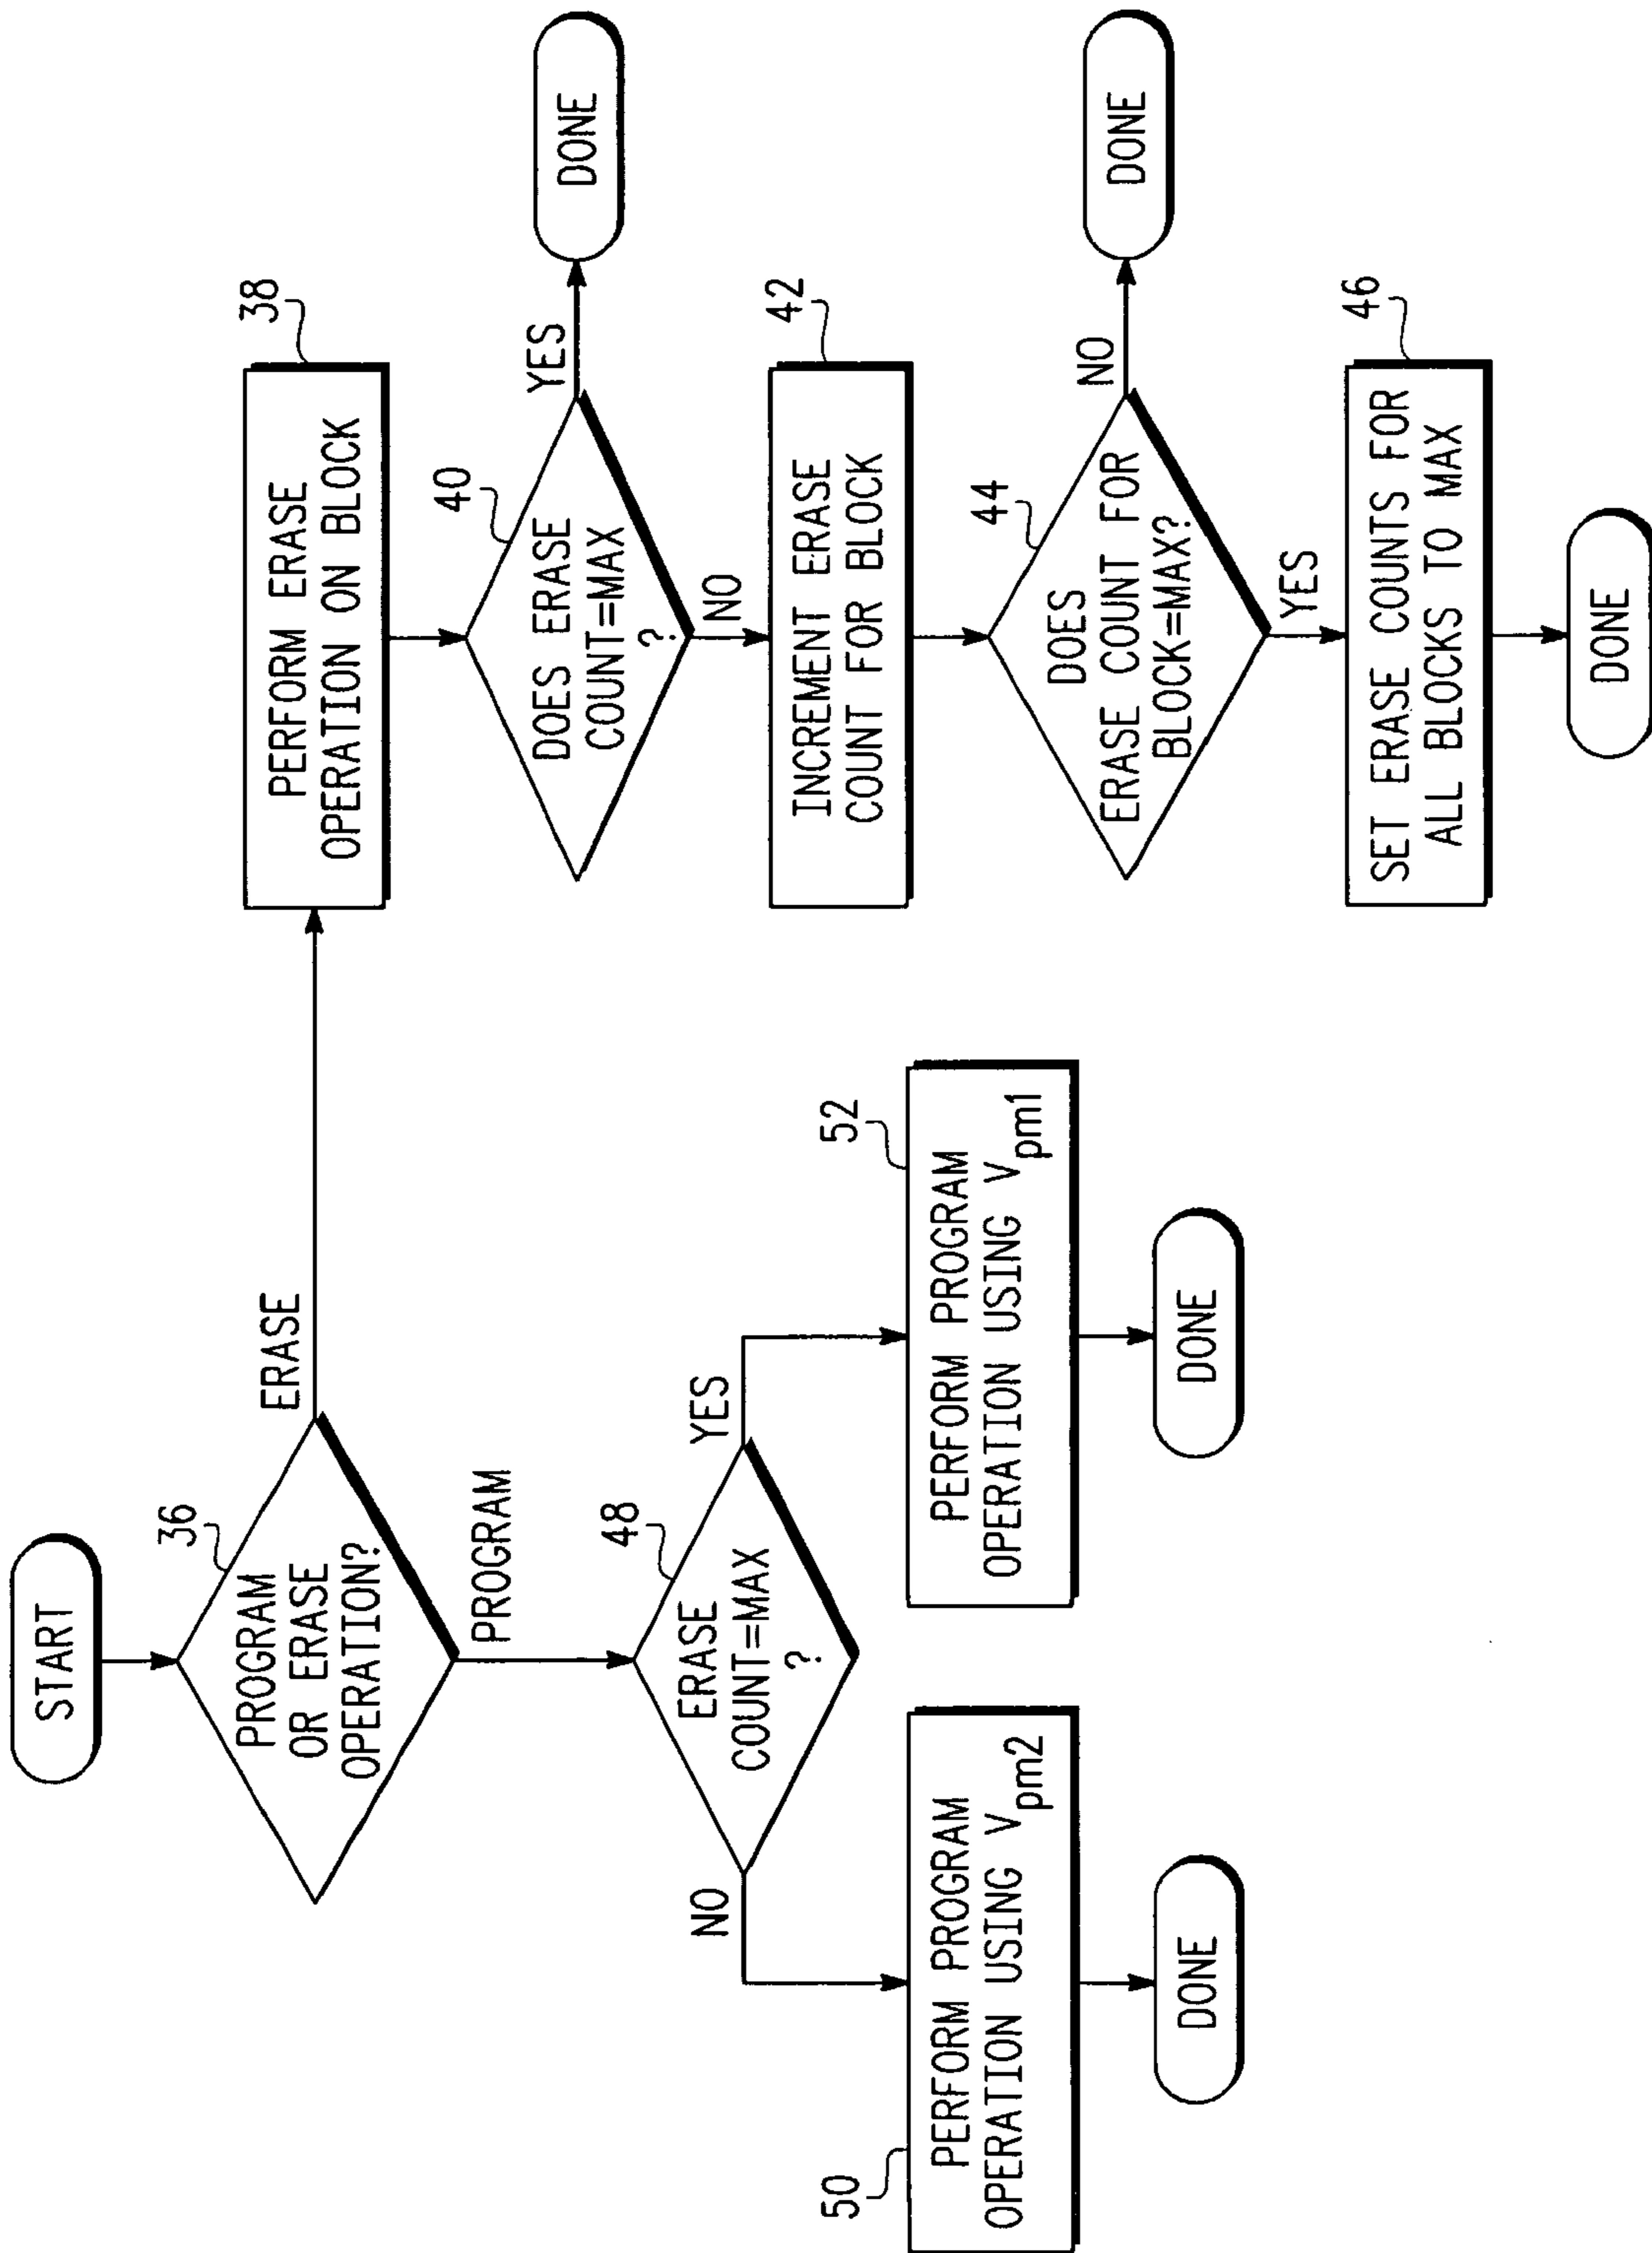 START
36
PROGRAM
OR ERASE
OPERATION?
ERASE
PROGRAM
38
PERFORM ERASE
OPERATION ON BLOCK
40
DOES ERASE
COUNT=MAX
?
YES
DONE
NO
42
INCREMENT ERASE
COUNT FOR BLOCK
44
DOES
ERASE COUNT FOR
BLOCK=MAX?
NO
DONE
YES
46
SET ERASE COUNTS FOR
ALL BLOCKS TO MAX
DONE
48
ERASE
COUNT=MAX
?
NO
YES
50
PERFORM PROGRAM
OPERATION USING Vpm2
DONE
52
PERFORM PROGRAM
OPERATION USING Vpm1
DONE